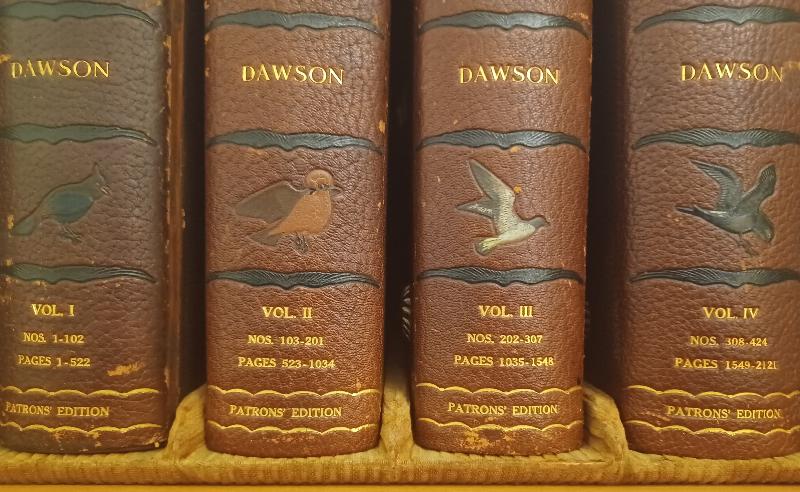 DAWSON
VOL. I
NOS. 1-102
PAGES 1-522
PATRONS' EDITION
DAWSON
VOL. II
NOS. 103-201
PAGES 523-1034
PATRONS' EDITION
DAWSON
VOL. III
NOS. 202-307
PAGES 1035-1548
PATRONS' EDITION
DAWSON
VOL. IV
NOS. 308-424
PAGES 1549-2121
PATRONS' EDITION